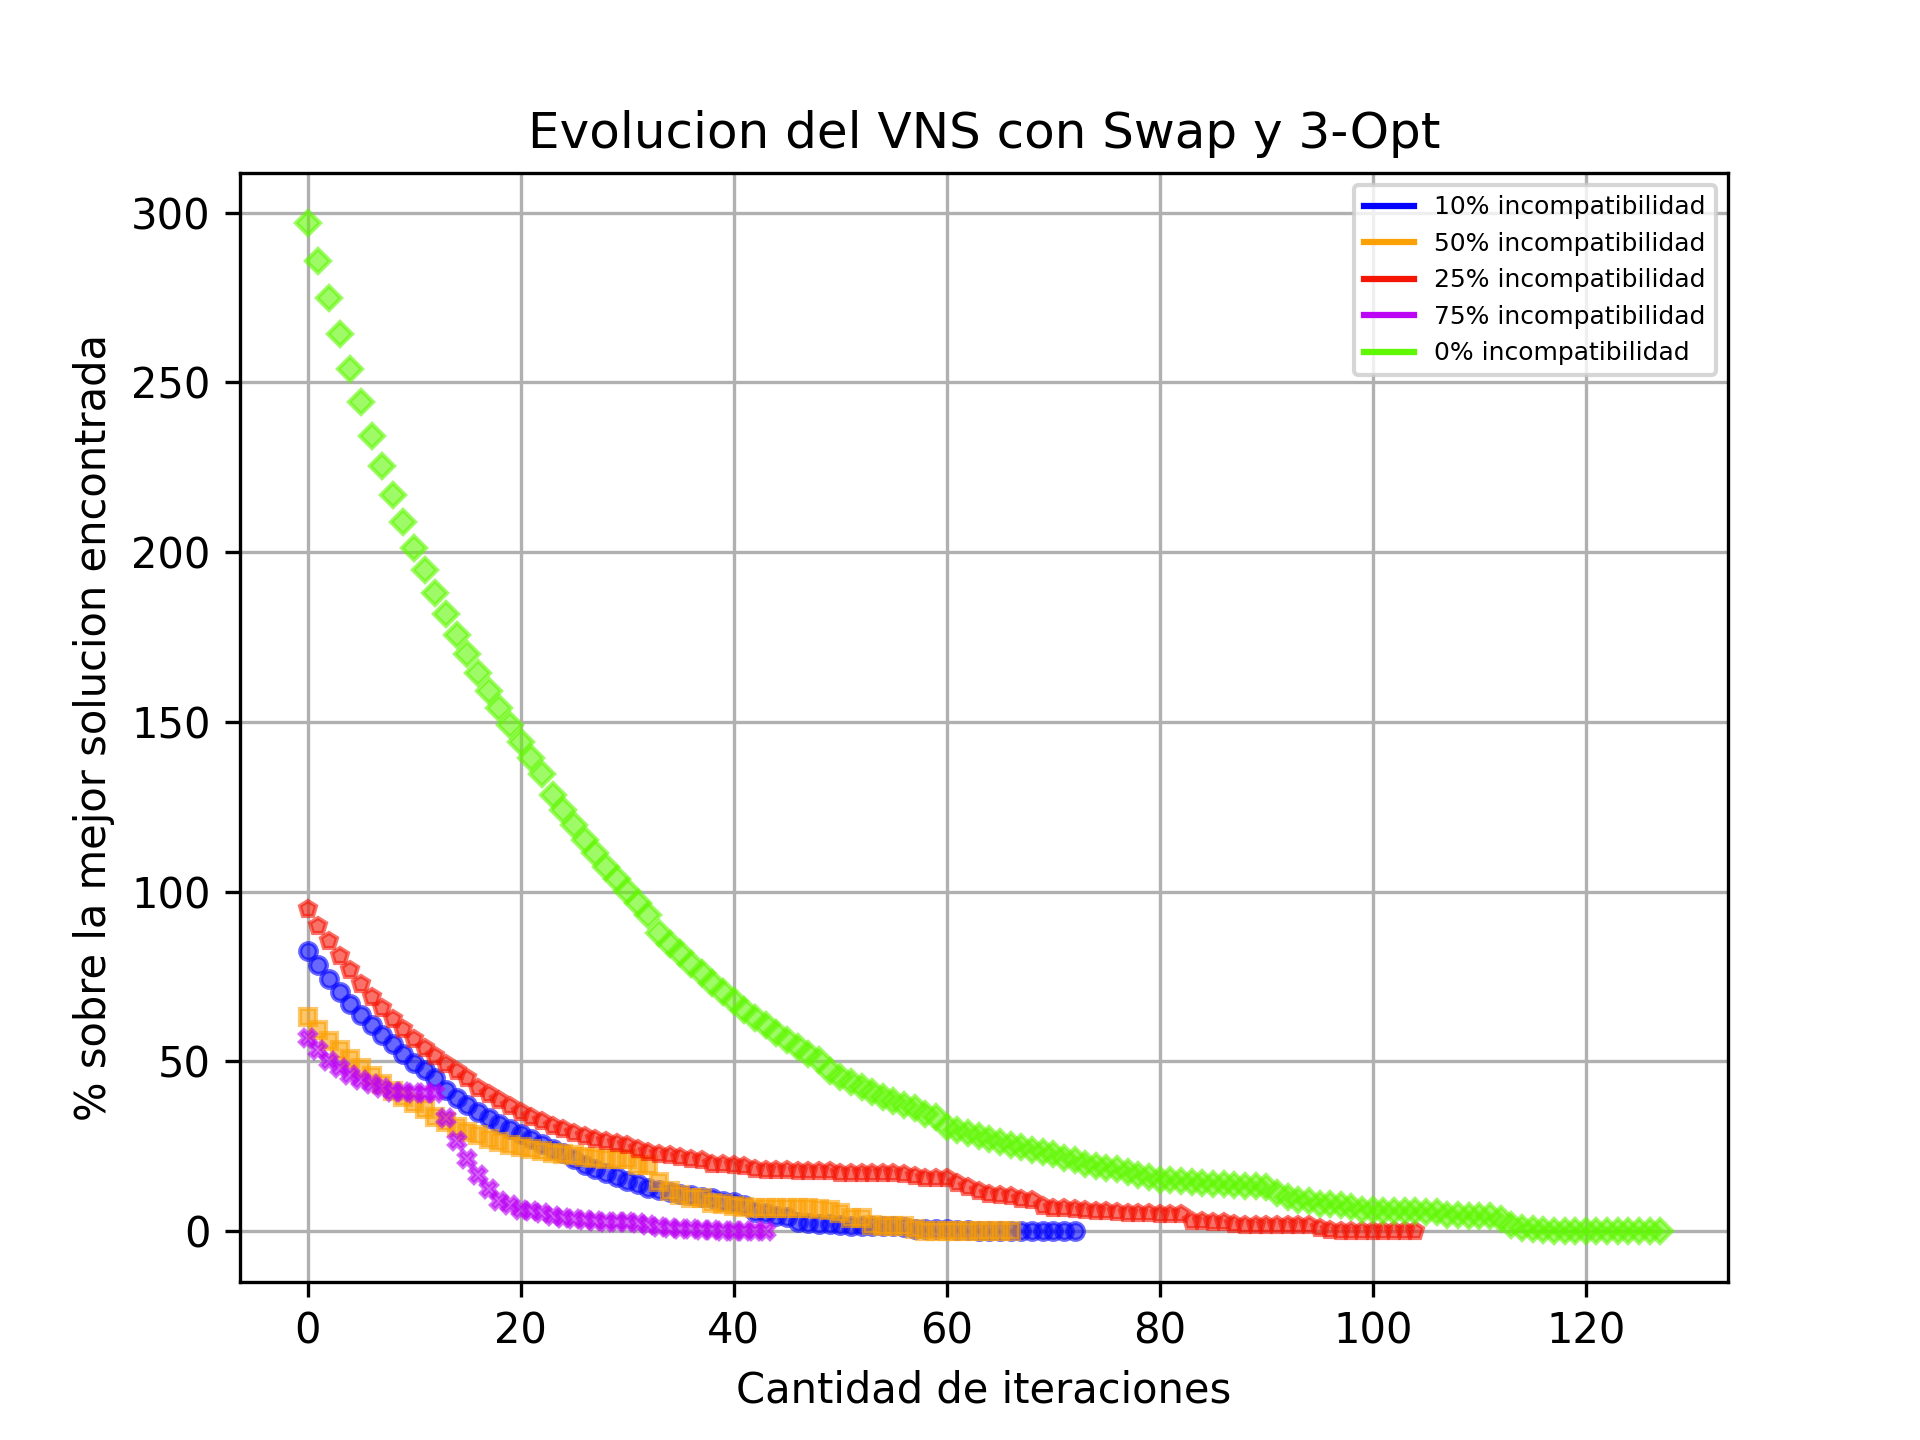 Evolucion del VNS con Swap y 3-Opt
% sobre la mejor solucion encontrada
300
250
200
150
100
50
0
10% incompatibilidad
50% incompatibilidad
25% incompatibilidad
75% incompatibilidad
0% incompatibilidad
0 20 40 60 80 100 120
Cantidad de iteraciones